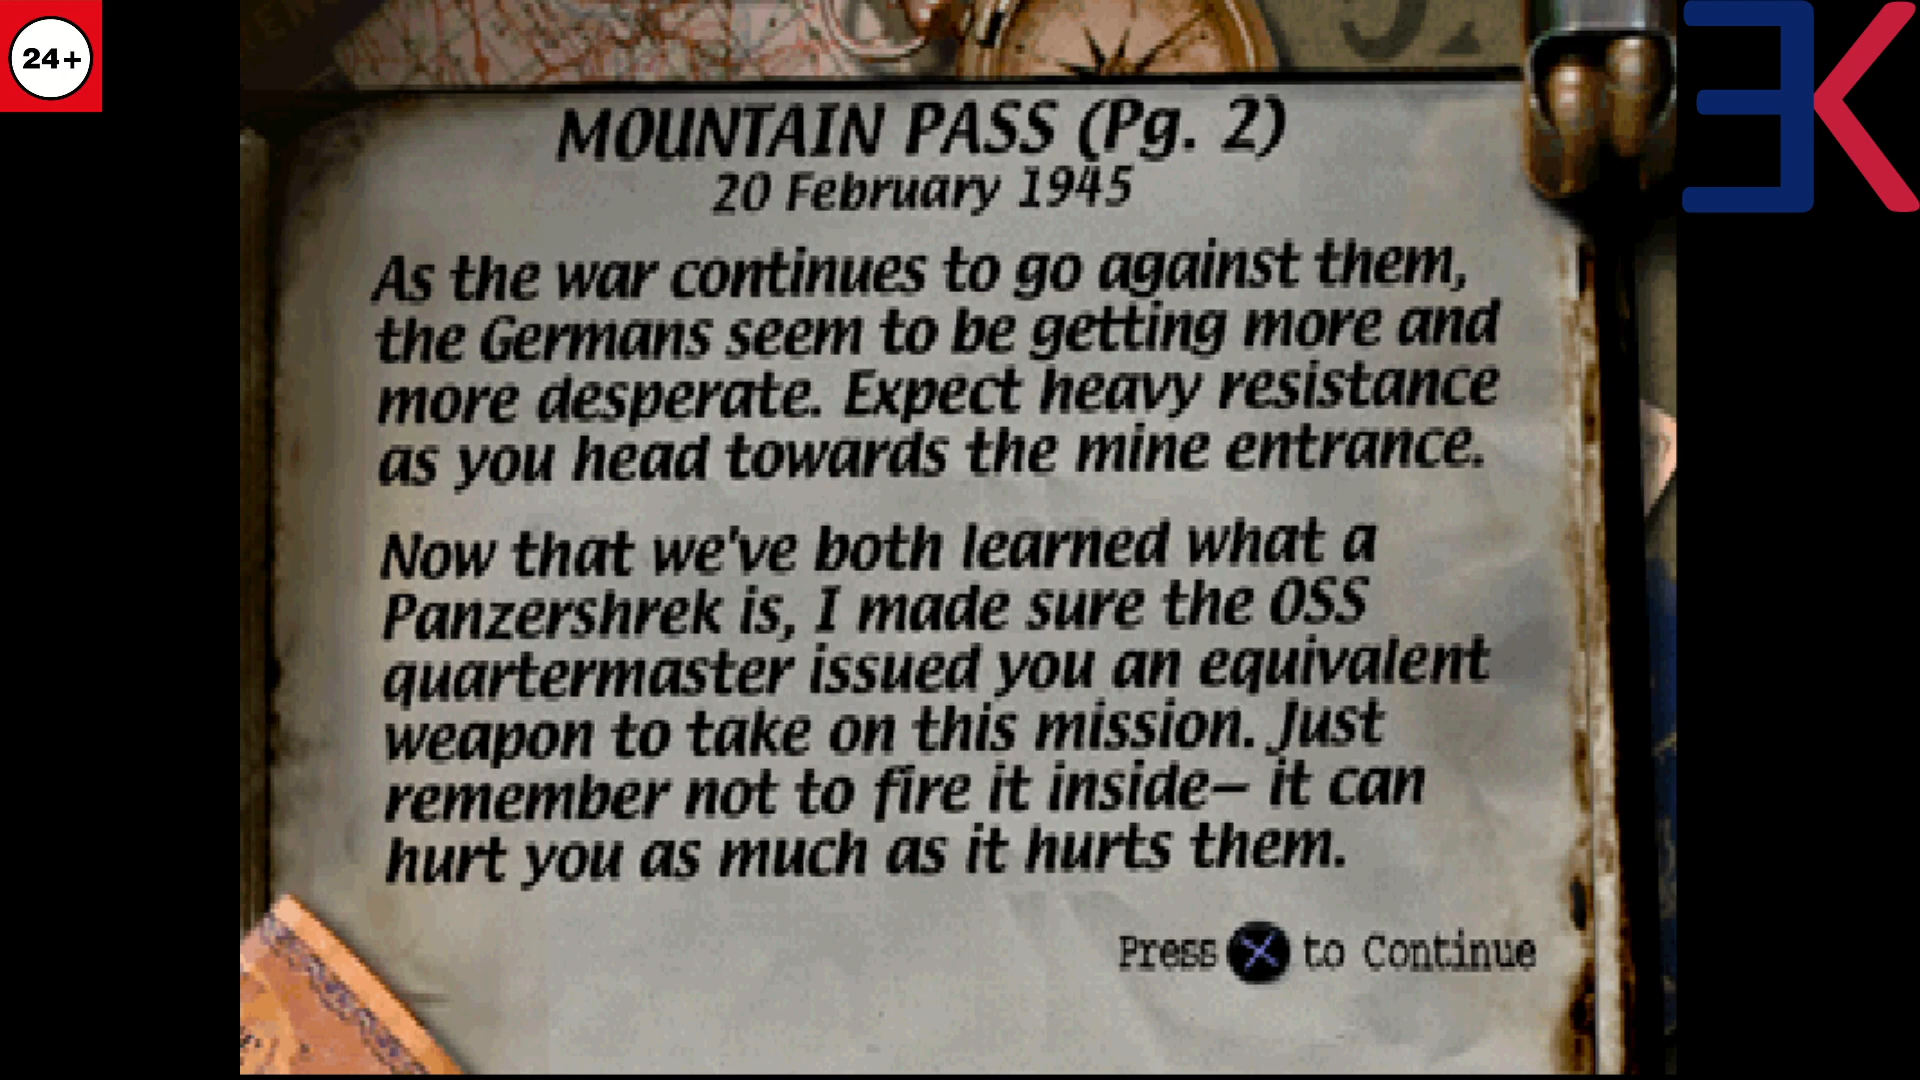 24+
MOUNTAIN PASS (Pg. 2)
20 February 1945
As the war continues to go against them,
the Germans seem to be getting more and
more desperate. Expect heavy resistance
as you head towards the mine entrance.
Now that we've both learned what a
Panzershrek is, I made sure the OSS
quartermaster issued you an equivalent
weapon to take on this mission. Just
remember not to fire it inside– it can
hurt you as much as it hurts them.
Press X to Continue